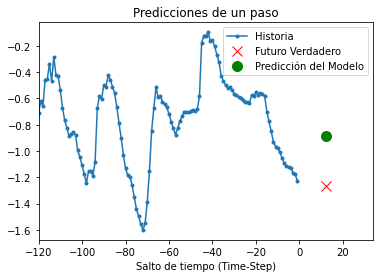 Predicciones de un paso
Historia
Futuro Verdadero
Predicción del Modelo
−0.2
−0.4
−0.6
−0.8
−1.0
−1.2
−1.4
−1.6
−120 −100 −80 −60 −40 −20 0 20
Salto de tiempo (Time-Step)